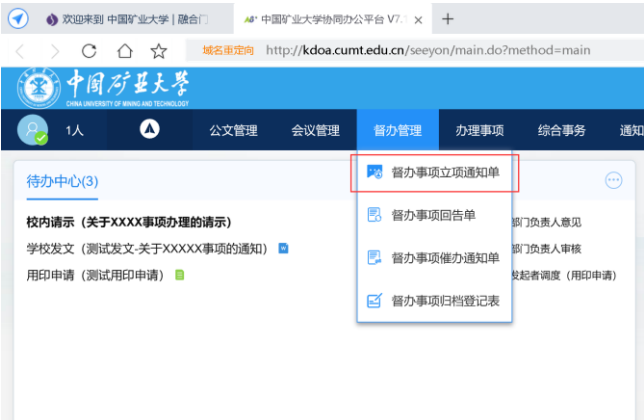 欢迎来到 中国矿业大学 | 融合门
中国矿业大学协同办公平台 V7.
域名重定向 http://kdoa.cumt.edu.cn/seeyon/main.do?method=main
中国矿业大学
CHINA UNIVERSITY OF MINING AND TECHNOLOGY
1人 公文管理 会议管理 督办管理 办理事项 综合事务 通知
待办中心(3)
督办事项立项通知单
校内请示（关于XXXX事项办理的请示）
督办事项回告单
部门负责人意见
学校发文（测试发文-关于XXXXX事项的通知）
部门负责人审核
督办事项催办通知单
用印申请（测试用印申请）
发起者调度（用印申请）
督办事项归档登记表